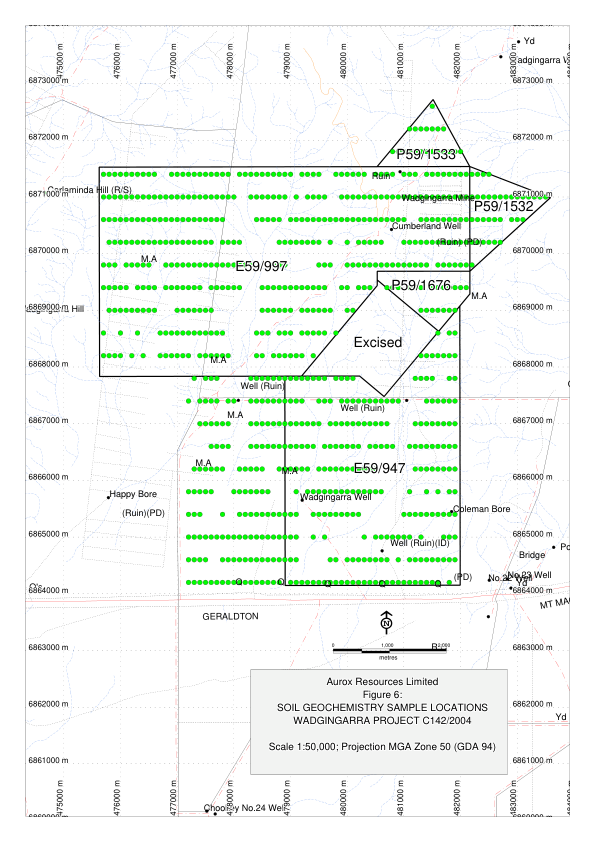 475000 m
476000 m
477000 m
478000 m
479000 m
480000 m
481000 m
482000 m
483000 m
Yd
adgingarra
6873000 m
6873000 m
6872000 m
6872000 m
P59/1533
Ruin
6871000 m
Carlaminda Hill (R/S)
Wadgingarra Mine
6871000 m
P59/1532
Cumberland Well
6870000 m
(Ruin) (PD)
6870000 m
M.A
E59/997
P59/1676
M.A
6869000 m
Hill
6869000 m
Excised
6868000 m
M.A
6868000 m
Well (Ruin)
Well (Ruin)
M.A
6867000 m
6867000 m
M.A
M.A
E59/947
6866000 m
6866000 m
Happy Bore
Wadgingarra Well
(Ruin)(PD)
Coleman Bore
6865000 m
6865000 m
Well (Ruin)(ID)
Bridge
(PD)
No.23 Well
Yd
6864000 m
6864000 m
MT MA
GERALDTON
N
6863000 m
6863000 m
0 1,000 2,000
metres
Aurox Resources Limited
Figure 6:
SOIL GEOCHEMISTRY SAMPLE LOCATIONS
WADGINGARRA PROJECT C142/2004
Scale 1:50,000; Projection MGA Zone 50 (GDA 94)
6862000 m
6862000 m
Yd
6861000 m
6861000 m
475000 m
476000 m
477000 m
478000 m
479000 m
480000 m
481000 m
482000 m
483000 m
No.24 Well